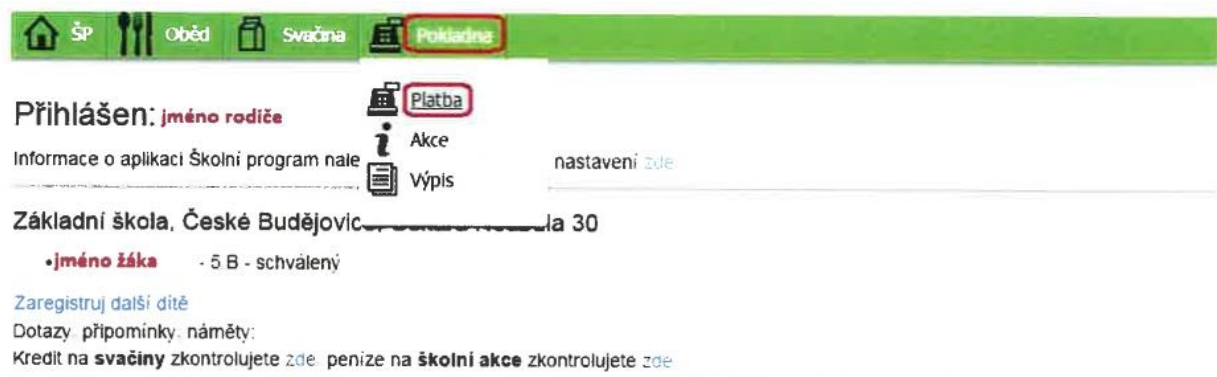 ŠP Oběd Svačina Pokladna
Platba
Akce
Výpis
Přihlášen: jméno rodiče
Informace o aplikaci Školní program nale nastavení zde
Základní škola, České Budějovic la 30
•jméno žáka - 5 B - schválený
Zaregistruj další dítě
Dotazy, připomínky, náměty:
Kredit na svačiny zkontrolujete zde peníze na školní akce zkontrolujete zde